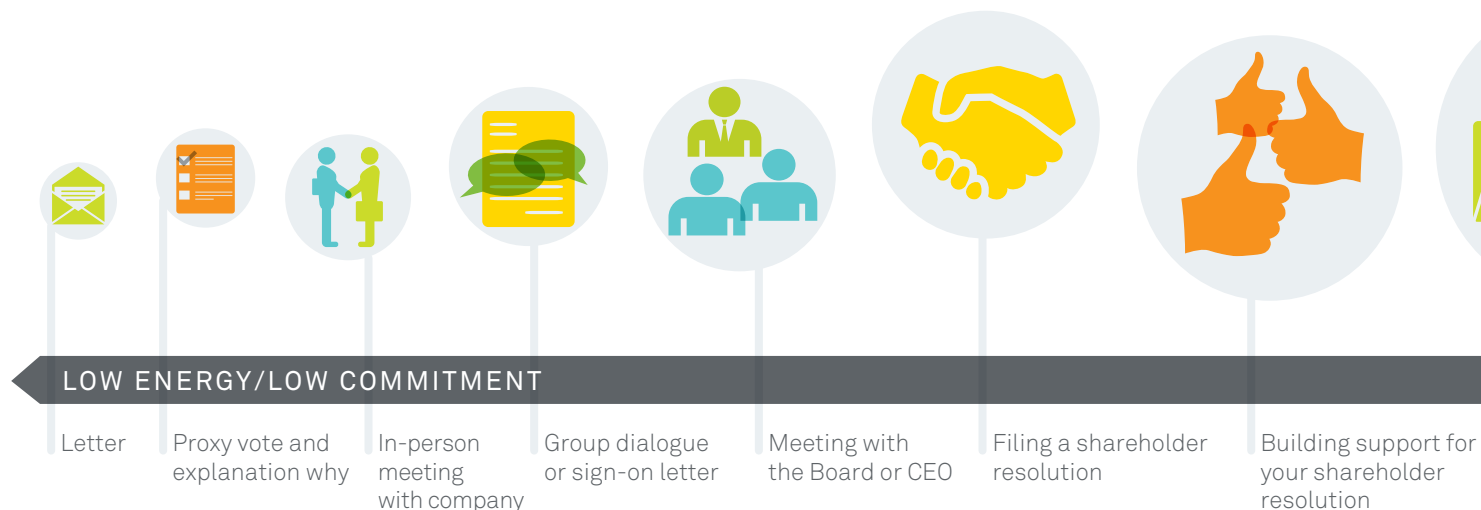 LOW ENERGY/LOW COMMITMENT
Letter
Proxy vote and
explanation why
In-person
meeting
with company
Group dialogue
or sign-on letter
Meeting with
the Board or CEO
Filing a shareholder
resolution
Building support for
your shareholder
resolution